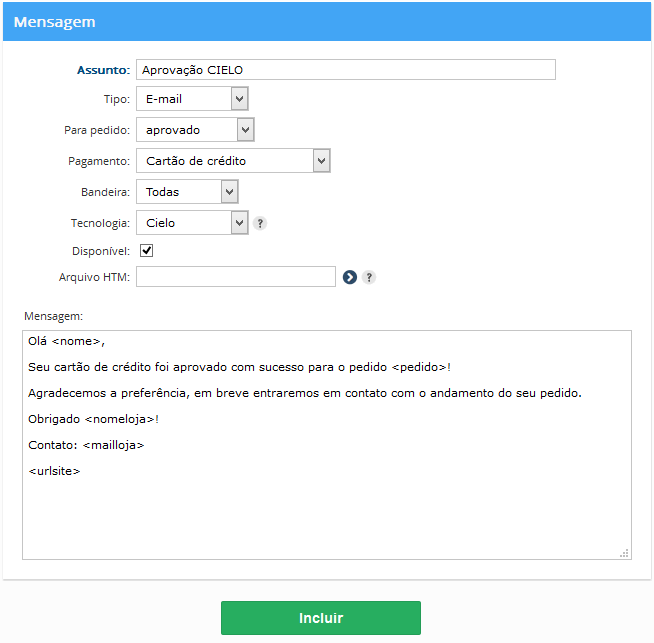 Mensagem
Assunto: Aprovação CIELO
Tipo: E-mail
Para pedido: aprovado
Pagamento: Cartão de crédito
Bandeira: Todas
Tecnologia: Cielo ?
Disponível:
Arquivo HTM: ?
Mensagem:
Olá <nome>,
Seu cartão de crédito foi aprovado com sucesso para o pedido <pedido>!
Agradecemos a preferência, em breve entraremos em contato com o andamento do seu pedido.
Obrigado <nomeloja>!
Contato: <mailloja>
<urlsite>
Incluir